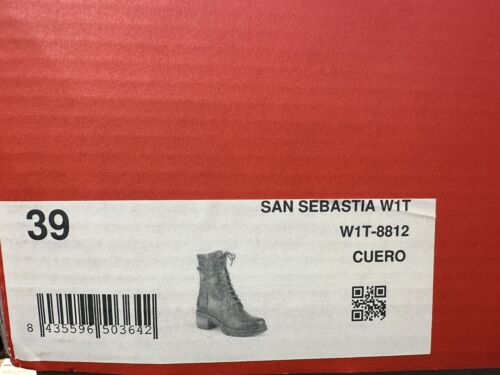 39
SAN SEBASTIA W1T
W1T-8812
CUERO
8 435596 503642